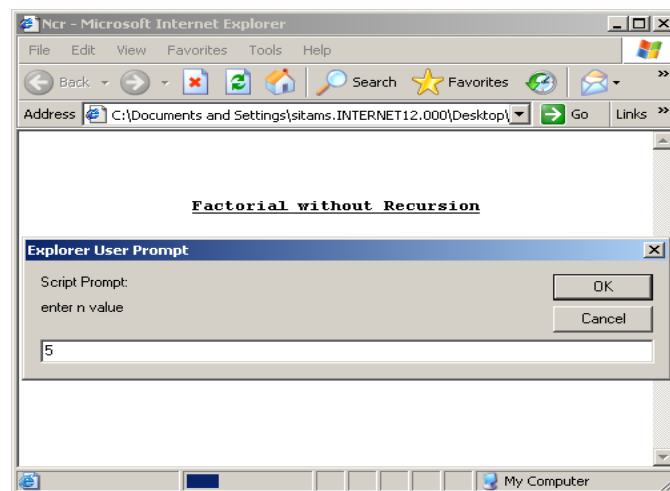 Ncr - Microsoft Internet Explorer
File Edit View Favorites Tools Help
Back Search Favorites
Address C:\Documents and Settings\sitams.INTERNET12.000\Desktop\ Go Links »
Factorial without Recursion
Explorer User Prompt
Script Prompt:
OK
enter n value
Cancel
5
My Computer